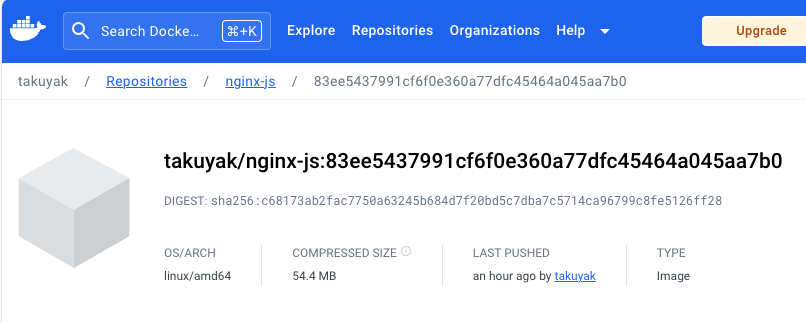 Search Docke... ⌘+K Explore Repositories Organizations Help Upgrade
takuyak / Repositories / nginx-js / 83ee5437991cf6f0e360a77dfc45464a045aa7b0
takuyak/nginx-js:83ee5437991cf6f0e360a77dfc45464a045aa7b0
DIGEST: sha256:c68173ab2fac7750a63245b684d7f20bd5c7dba7c5714ca96799c8fe5126ff28
OS/ARCH COMPRESSED SIZE LAST PUSHED TYPE
linux/amd64 54.4 MB an hour ago by takuyak Image